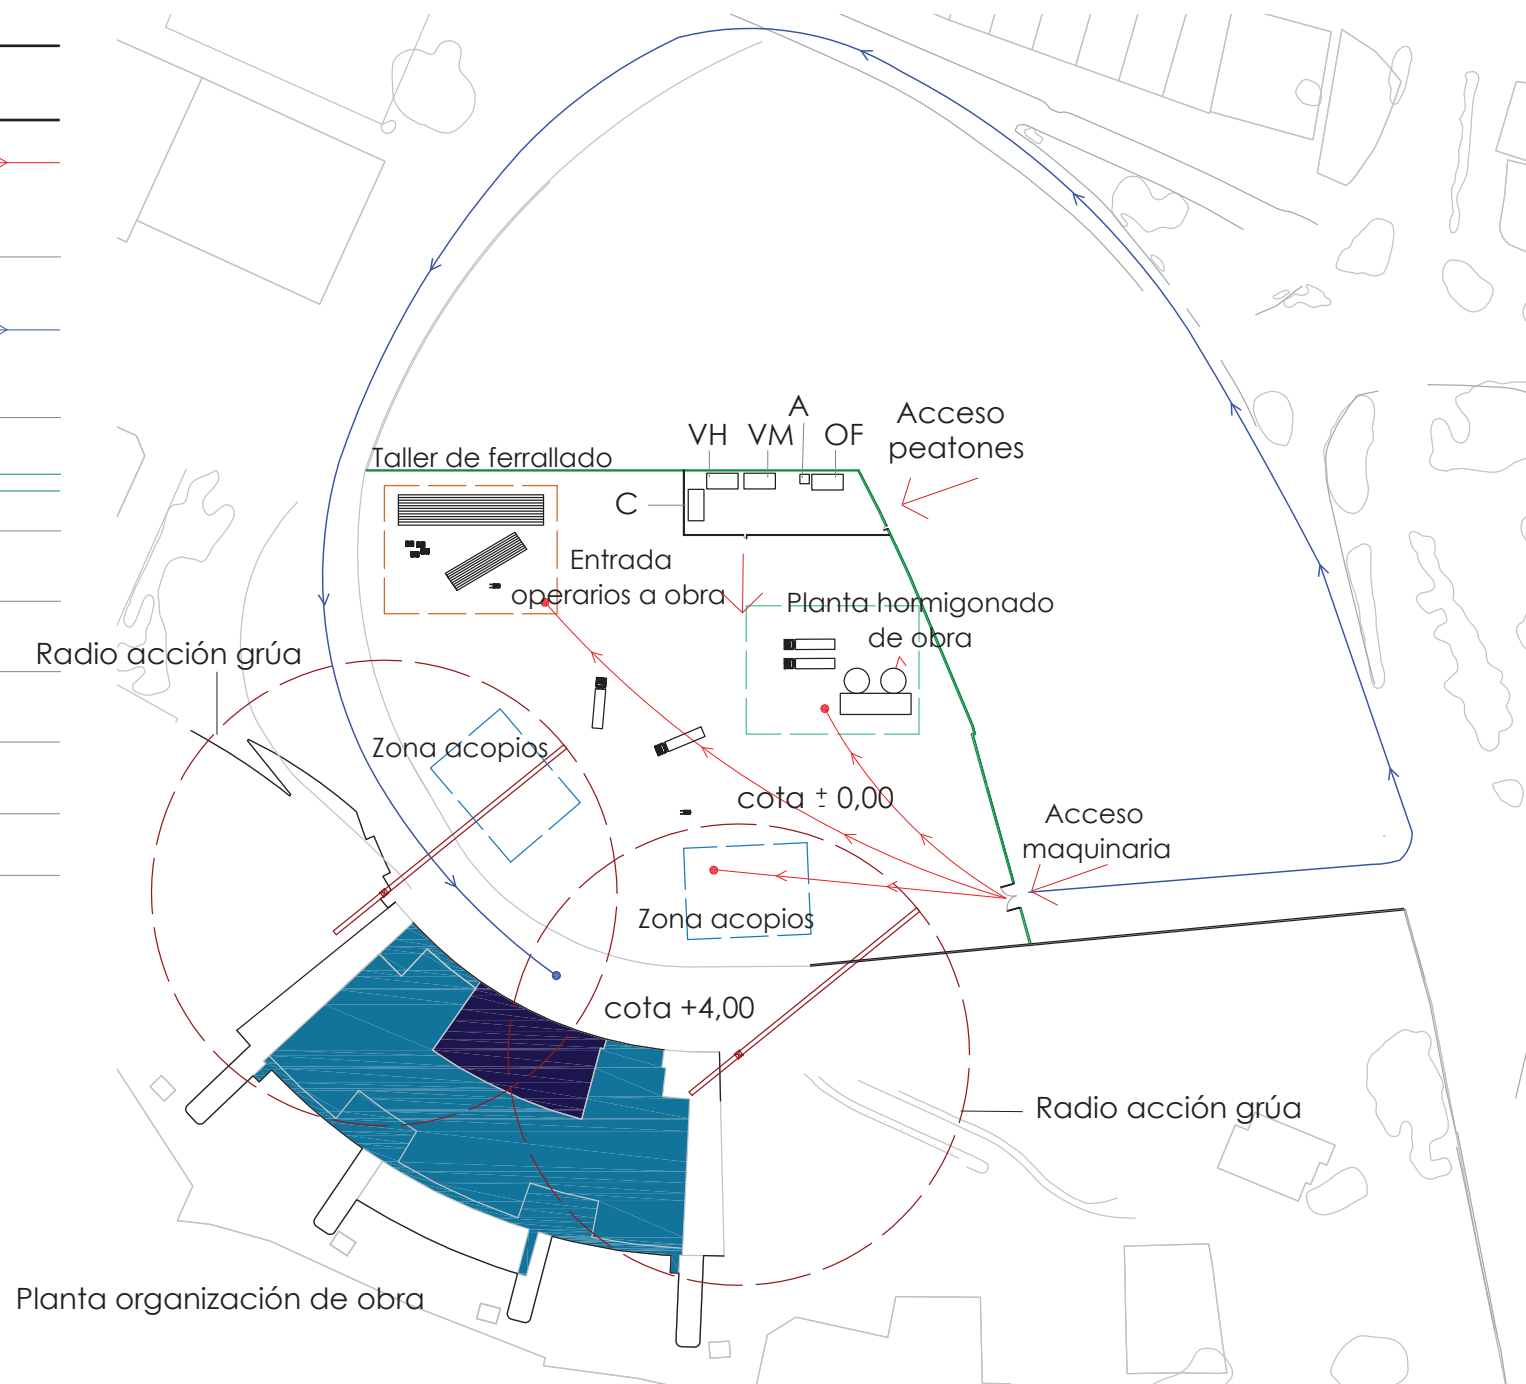 A
Acceso
peatones
VH
VM
OF
Taller de ferrallado
C
Entrada
operarios a obra
Planta hormigonado
de obra
Radio acción grúa
Zona acopios
cota ± 0,00
Acceso
maquinaria
Zona acopios
cota +4,00
Radio acción grúa
Planta organización de obra